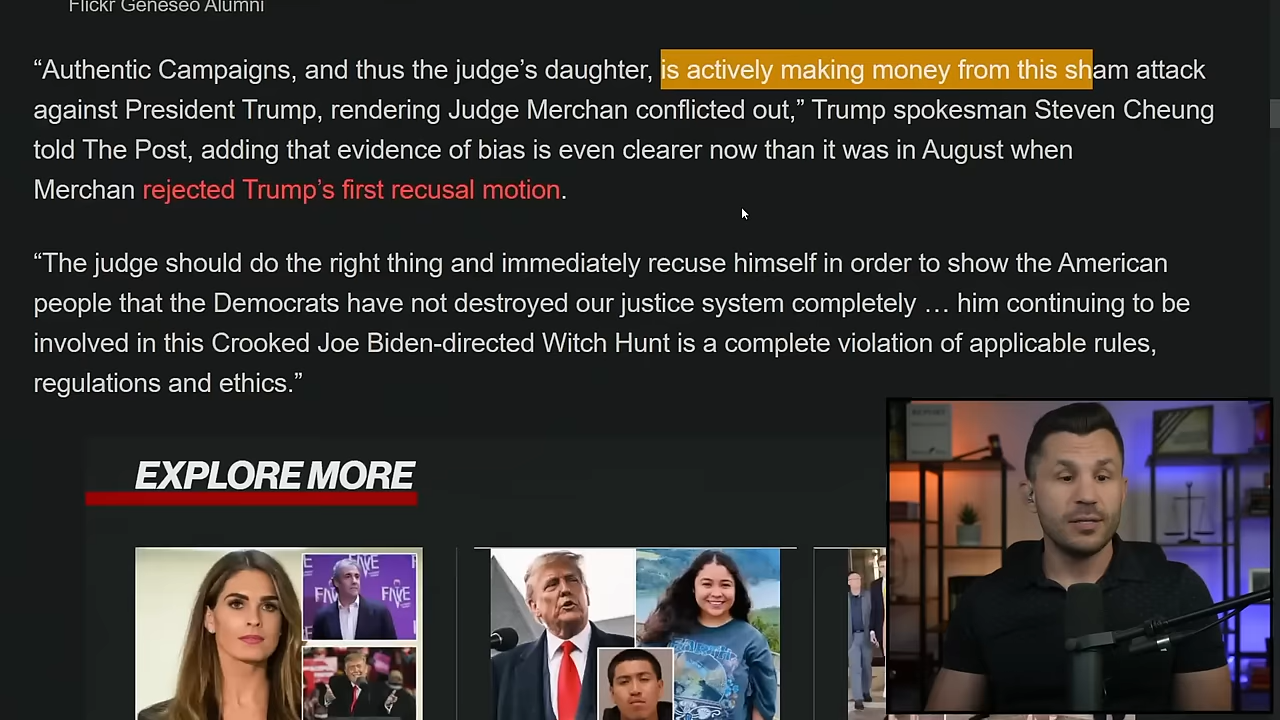 Flickr Geneseo Alumni
“Authentic Campaigns, and thus the judge’s daughter, is actively making money from this sham attack
against President Trump, rendering Judge Merchan conflicted out,” Trump spokesman Steven Cheung
told The Post, adding that evidence of bias is even clearer now than it was in August when
Merchan rejected Trump’s first recusal motion.
“The judge should do the right thing and immediately recuse himself in order to show the American
people that the Democrats have not destroyed our justice system completely … him continuing to be
involved in this Crooked Joe Biden-directed Witch Hunt is a complete violation of applicable rules,
regulations and ethics.”
EXPLORE MORE